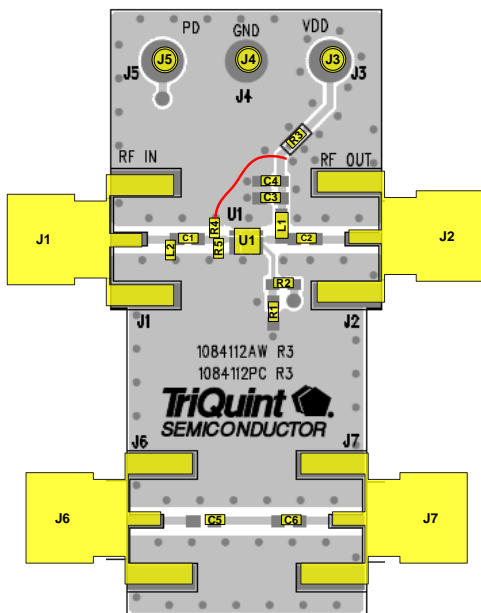 PD GND VDD
J5 J4 J3
J5 J4 J3
RF IN RF OUT
R3
C4
C3
R4 U1 L1
J1 L2 C1 R5 U1 C2 J2
R2
R1
J1 J2
1084112AW R3
1084112PC R3
TriQuint
SEMICONDUCTOR
J6 J7
J6 C5 C6 J7